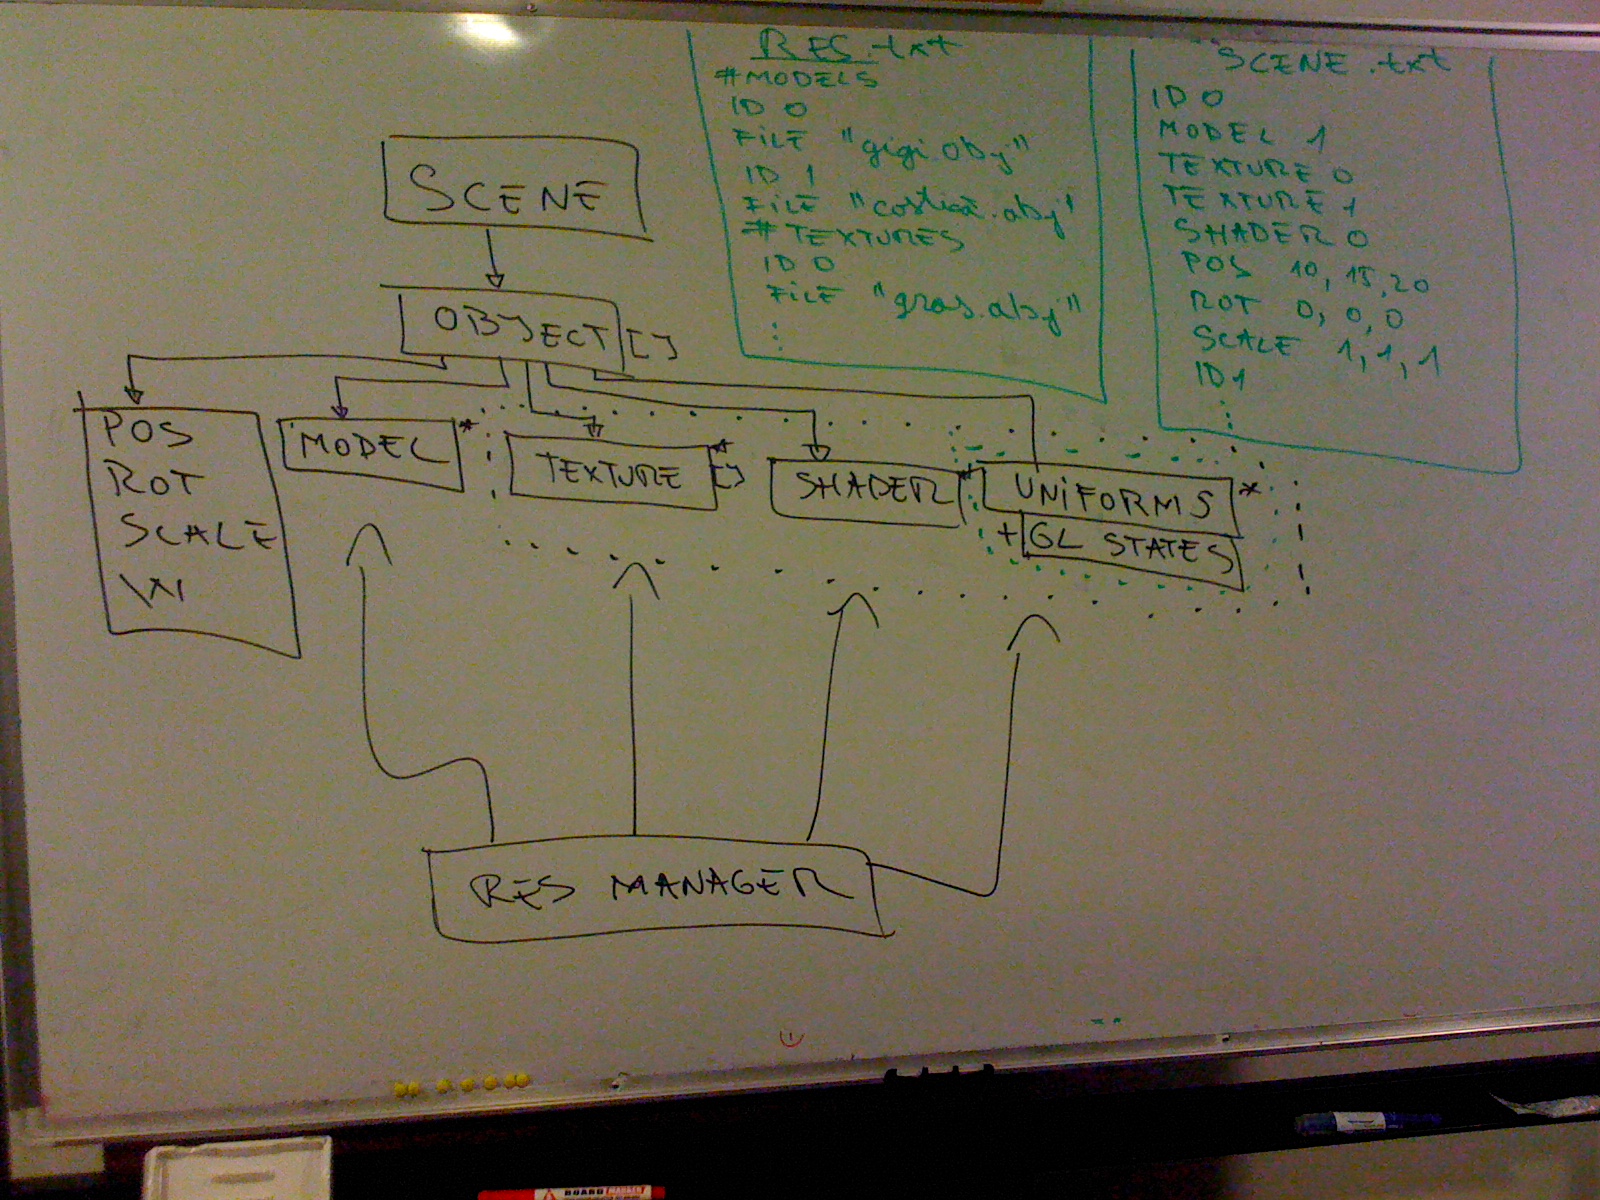 RES.txt
#MODELS
ID 0
FILE "gigi.obj"
ID 1
FILE "costică.obj"
#TEXTURES
ID 0
FILE "gras.obj"
SCENE.txt
ID 0
MODEL 1
TEXTURE 0
TEXTURE 1
SHADER 0
POS 10, 15, 20
ROT 0, 0, 0
SCALE 1, 1, 1
ID 1
SCENE
OBJECT []
POS
ROT
SCALE
MODEL *
TEXTURE * []
SHADER *
UNIFORMS *
+ GL STATES
RES MANAGER
BOARD MARKER